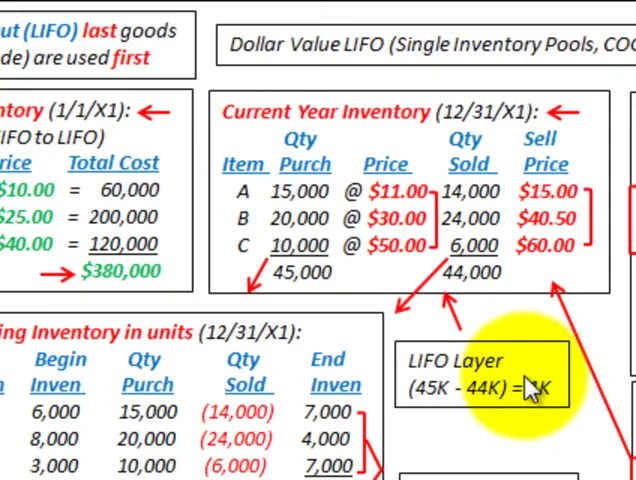 ut (LIFO) last goods
de) are used first
Dollar Value LIFO (Single Inventory Pools, COG
ntory (1/1/X1):
IFO to LIFO)
rice Total Cost
$10.00 = 60,000
$25.00 = 200,000
$40.00 = 120,000
$380,000
Current Year Inventory (12/31/X1):
Qty Qty Sell
Item Purch Price Sold Price
A 15,000 @ $11.00 14,000 $15.00
B 20,000 @ $30.00 24,000 $40.50
C 10,000 @ $50.00 6,000 $60.00
45,000 44,000
ing Inventory in units (12/31/X1):
Begin Qty Qty End
n Inven Purch Sold Inven
6,000 15,000 (14,000) 7,000
8,000 20,000 (24,000) 4,000
3,000 10,000 (6,000) 7,000
LIFO Layer
(45K - 44K) = K